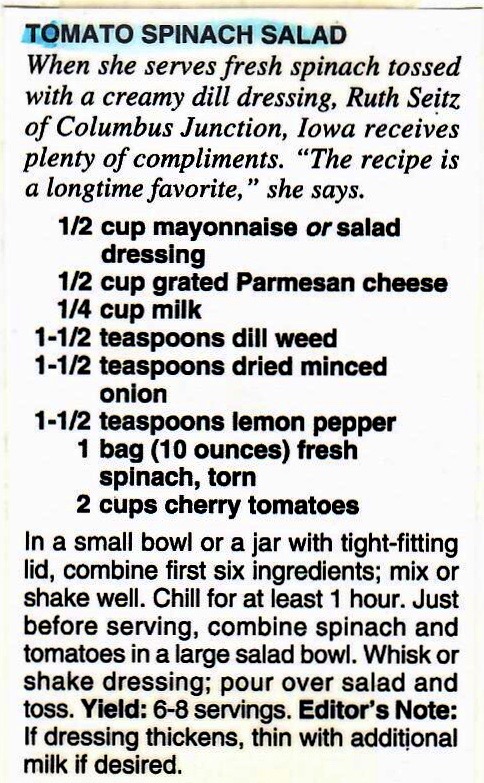 TOMATO SPINACH SALAD
When she serves fresh spinach tossed
with a creamy dill dressing, Ruth Seitz
of Columbus Junction, Iowa receives
plenty of compliments. “The recipe is
a longtime favorite,” she says.
1/2 cup mayonnaise or salad
dressing
1/2 cup grated Parmesan cheese
1/4 cup milk
1-1/2 teaspoons dill weed
1-1/2 teaspoons dried minced
onion
1-1/2 teaspoons lemon pepper
1 bag (10 ounces) fresh
spinach, torn
2 cups cherry tomatoes
In a small bowl or a jar with tight-fitting
lid, combine first six ingredients; mix or
shake well. Chill for at least 1 hour. Just
before serving, combine spinach and
tomatoes in a large salad bowl. Whisk or
shake dressing; pour over salad and
toss. Yield: 6-8 servings. Editor's Note:
If dressing thickens, thin with additional
milk if desired.